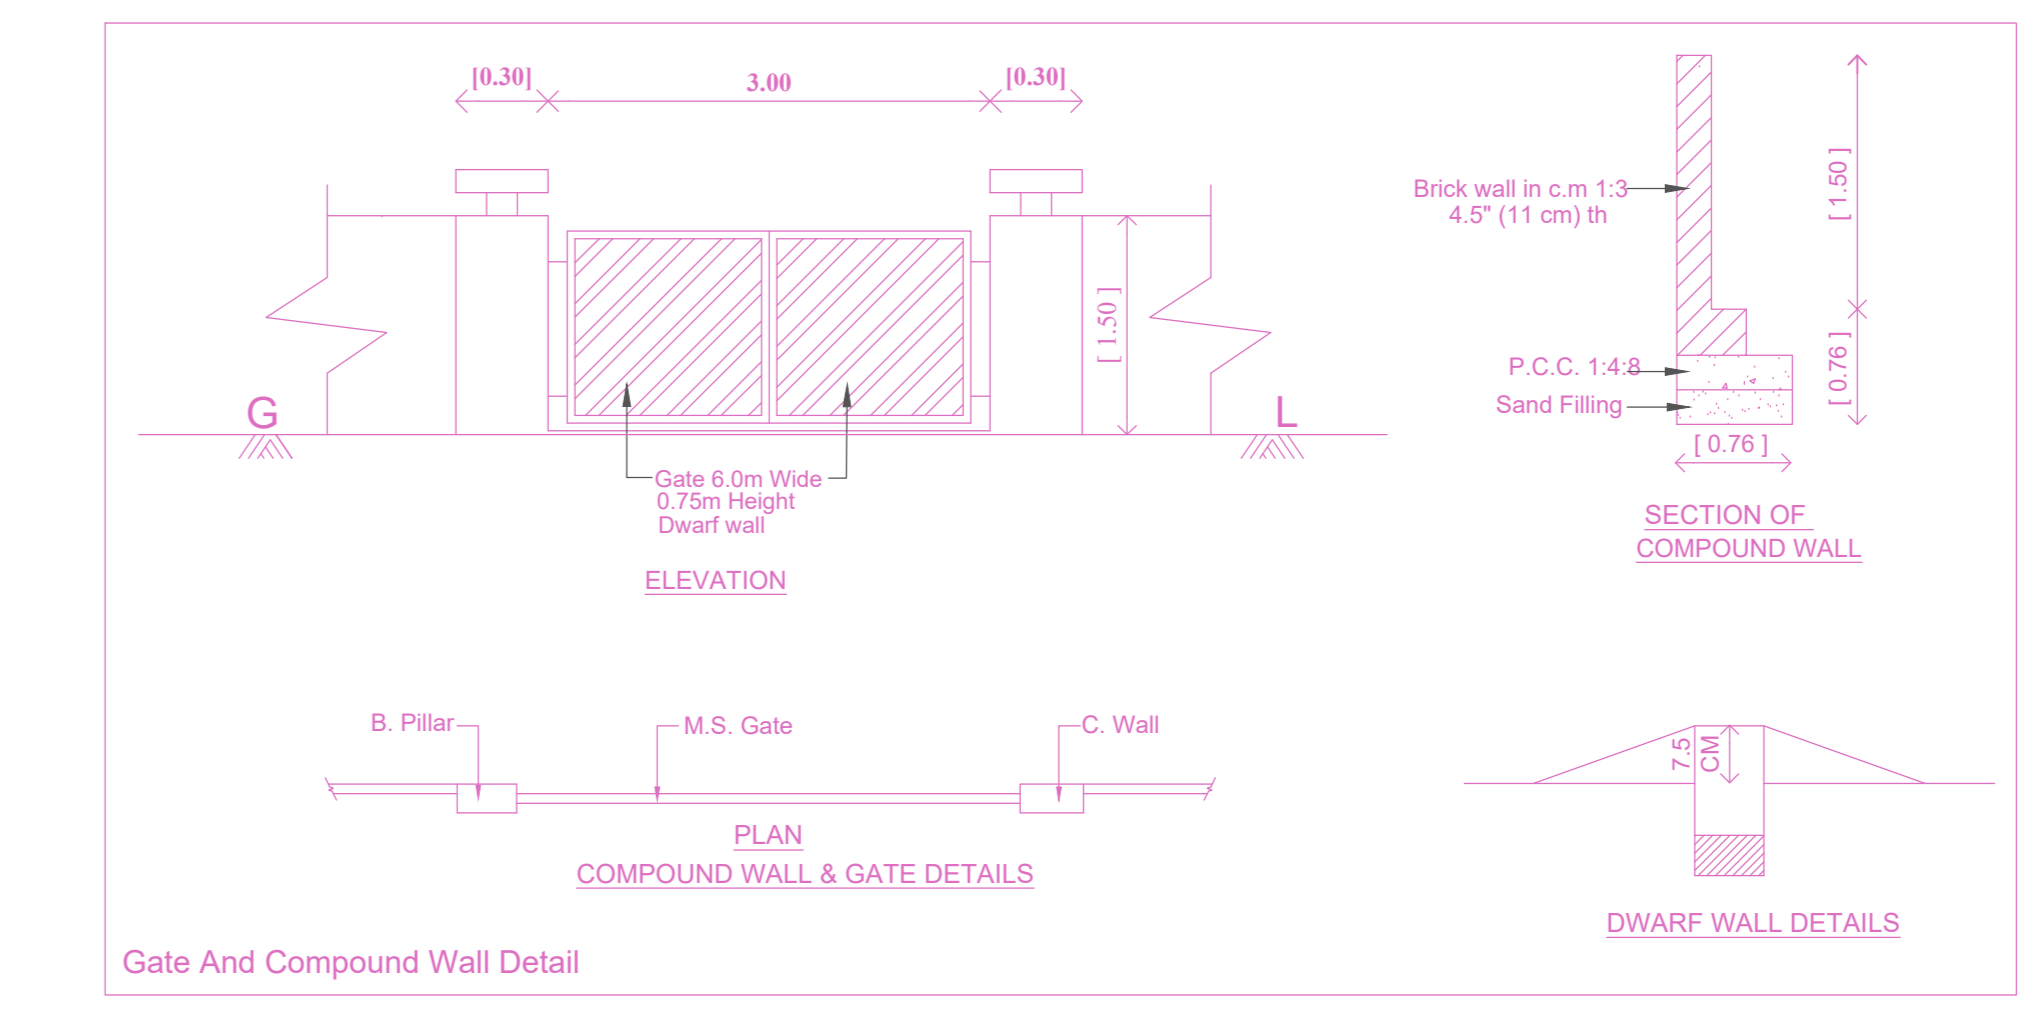 [0.30]
3.00
[0.30]
[ 1.50 ]
G
L
Gate 6.0m Wide
0.75m Height
Dwarf wall
ELEVATION
Brick wall in c.m 1:3
4.5" (11 cm) th
[ 1.50 ]
P.C.C. 1:4:8
Sand Filling
[ 0.76 ]
[ 0.76 ]
SECTION OF
COMPOUND WALL
B. Pillar
M.S. Gate
C. Wall
PLAN
COMPOUND WALL & GATE DETAILS
7.5
CM
DWARF WALL DETAILS
Gate And Compound Wall Detail